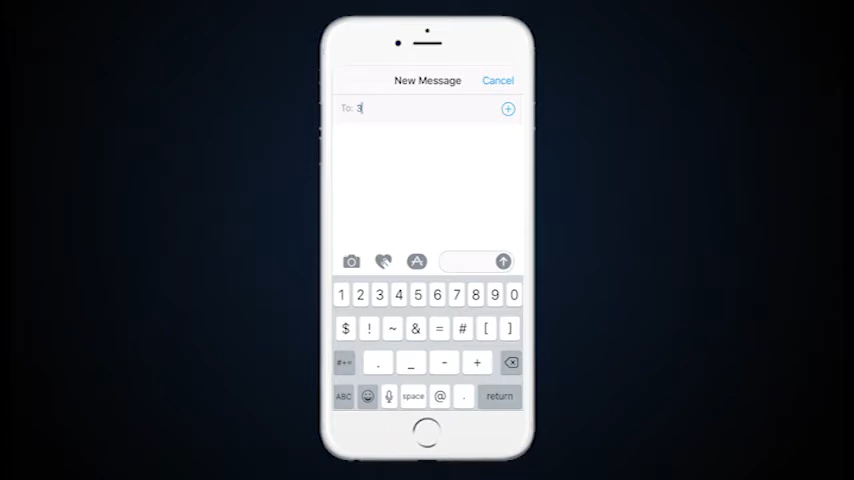 New Message Cancel
To: 3
1 2 3 4 5 6 7 8 9 0
$ ! ~ & = # [ ]
#+= . _ - +
ABC space @ . return